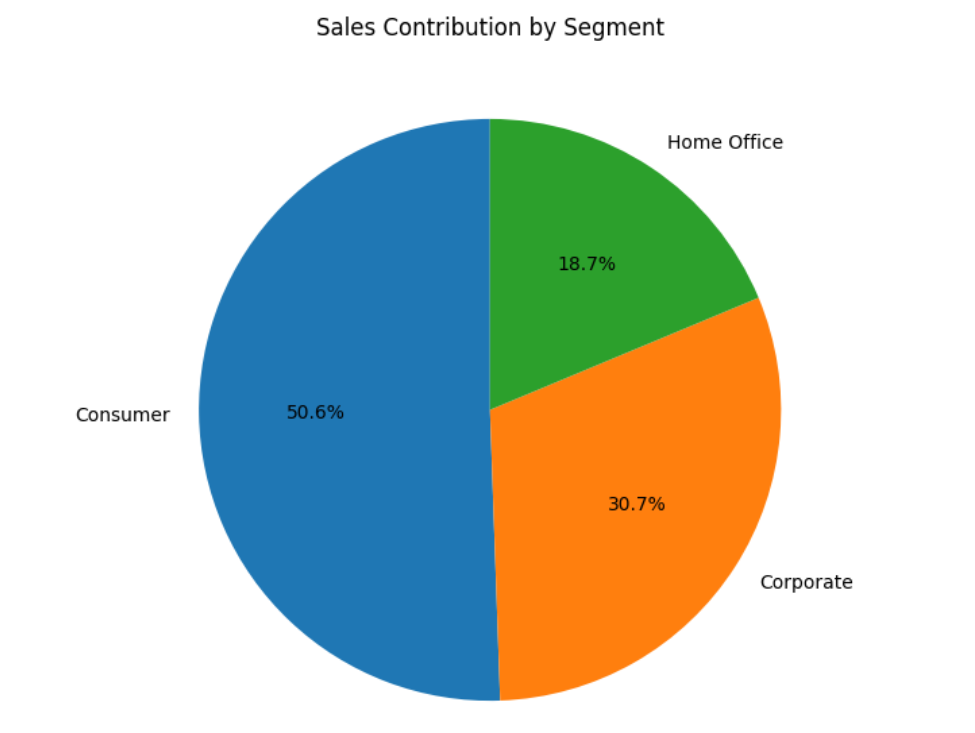 Sales Contribution by Segment
Home Office
18.7%
Consumer
50.6%
30.7%
Corporate